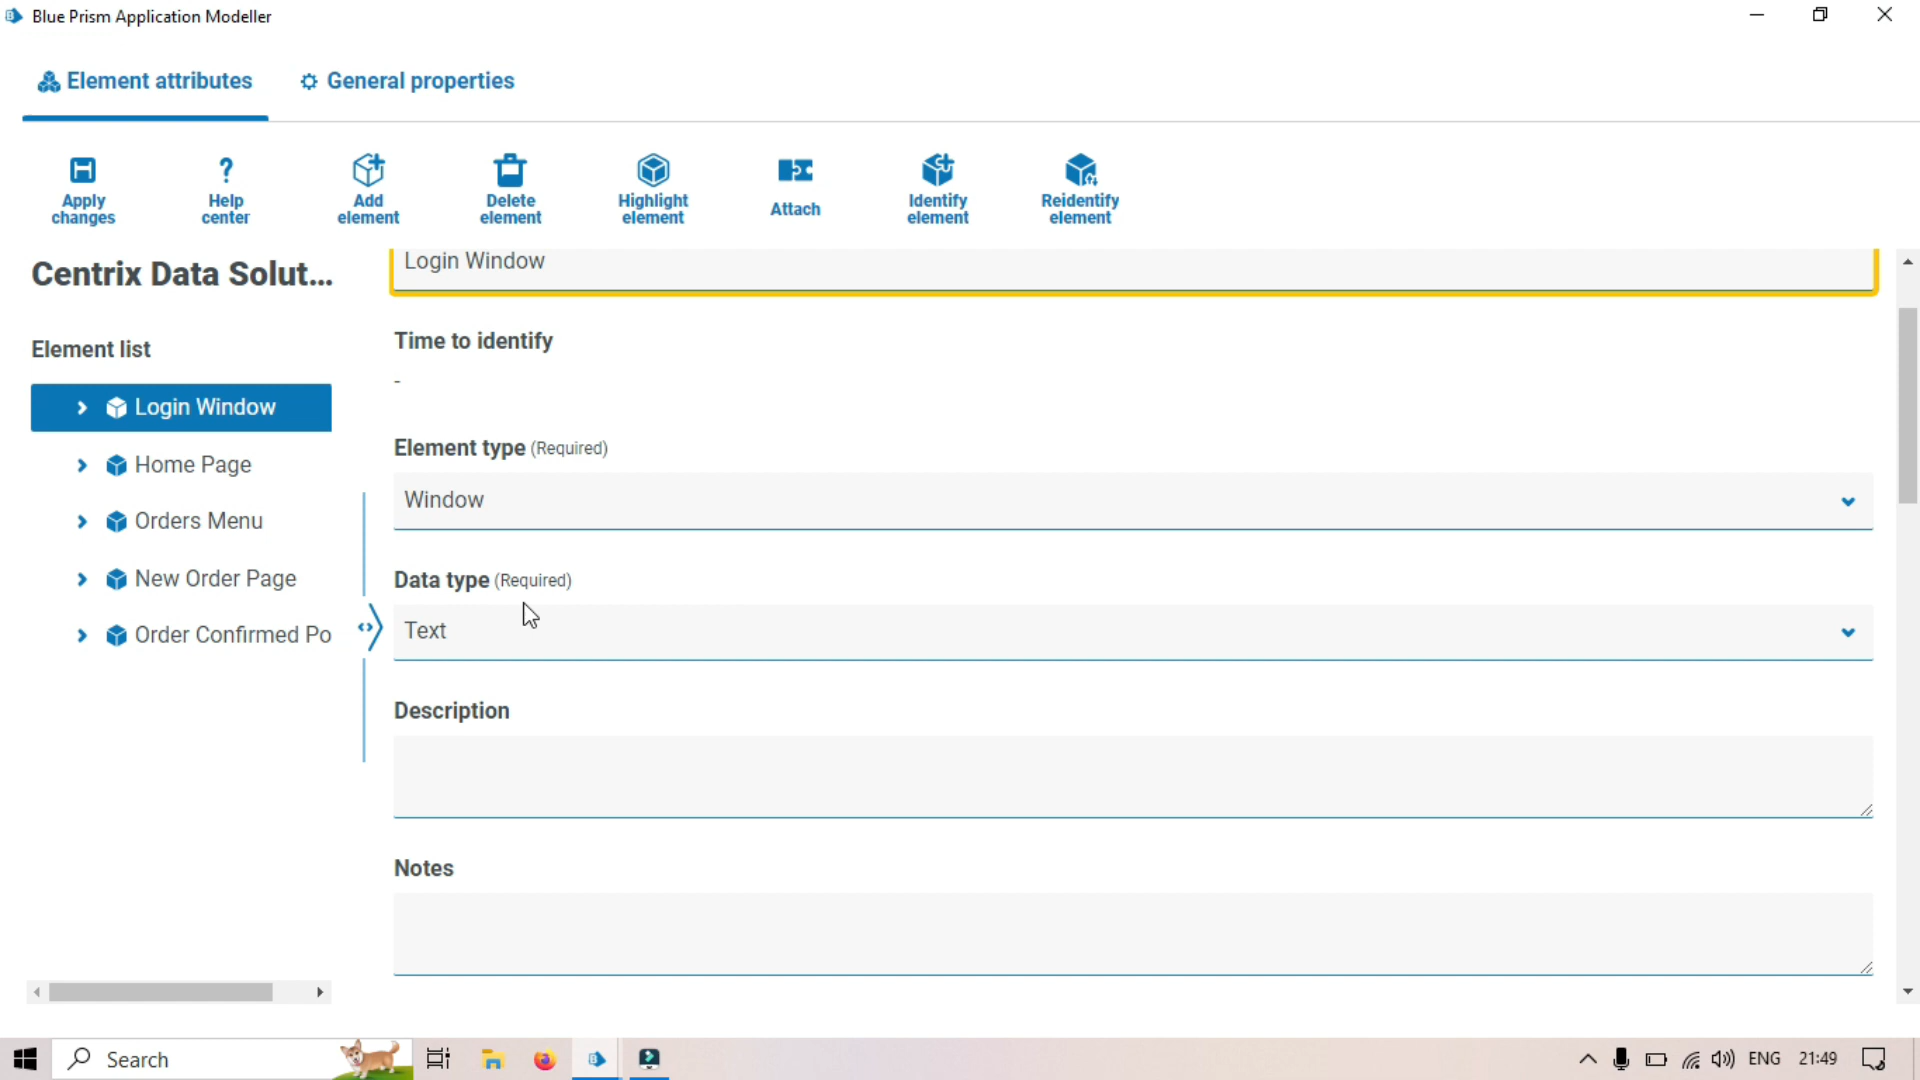 Blue Prism Application Modeller
Element attributes
General properties
Apply changes
Help center
Add element
Delete element
Highlight element
Attach
Identify element
Reidentify element
Centrix Data Solut...
Element list
Login Window
Home Page
Orders Menu
New Order Page
Order Confirmed Po
Login Window
Time to identify
-
Element type (Required)
Window
Data type (Required)
Text
Description
Notes
Search
ENG
21:49